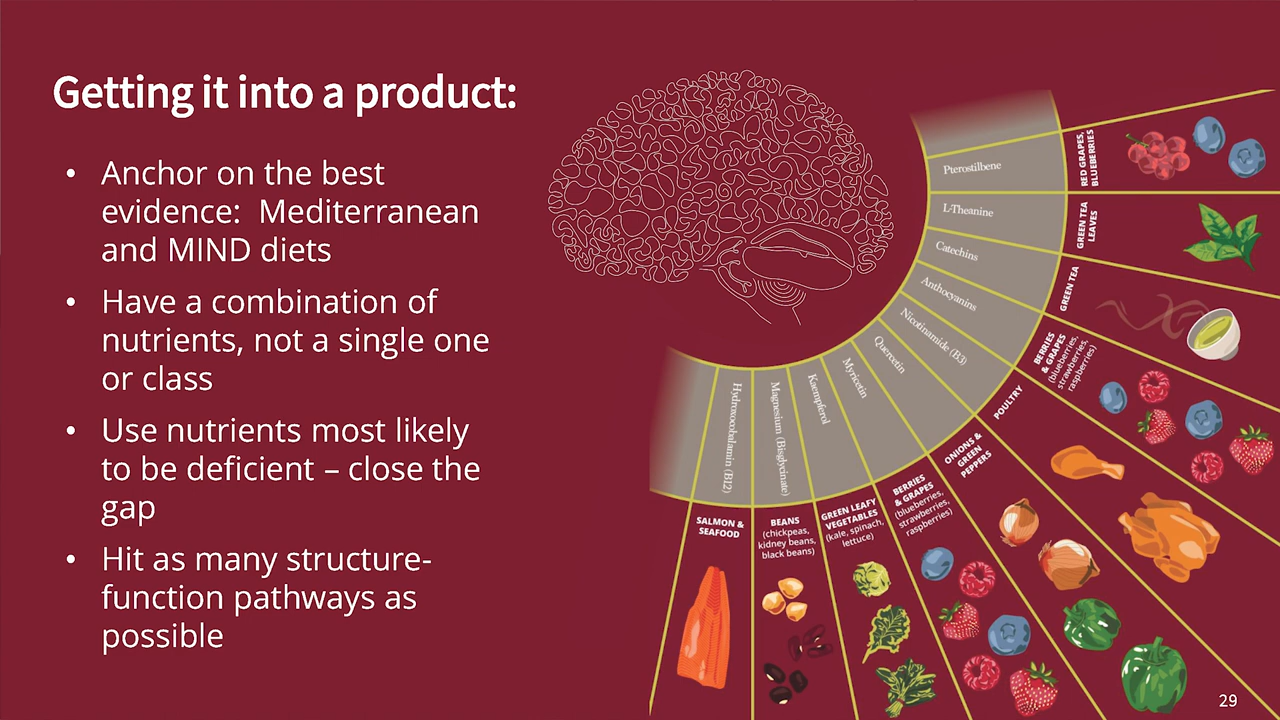 Getting it into a product:
• Anchor on the best
evidence:  Mediterranean
and MIND diets
• Have a combination of
nutrients, not a single one
or class
• Use nutrients most likely
to be deficient – close the
gap
• Hit as many structure-
function pathways as
possible
Pterostilbene
RED GRAPES,
BLUEBERRIES
L-Theanine
GREEN TEA
LEAVES
Catechins
GREEN TEA
Anthocyanins
BERRIES
& GRAPES
(blueberries,
strawberries,
raspberries)
Nicotinamide (B3)
POULTRY
Quercetin
ONIONS &
GREEN
PEPPERS
Myricetin
BERRIES
& GRAPES
(blueberries,
strawberries,
raspberries)
Kaempferol
GREEN LEAFY
VEGETABLES
(kale, spinach,
lettuce)
Magnesium (Bisglycinate)
BEANS
(chickpeas,
kidney beans,
black beans)
Hydroxocobalamin (B12)
SALMON &
SEAFOOD
29